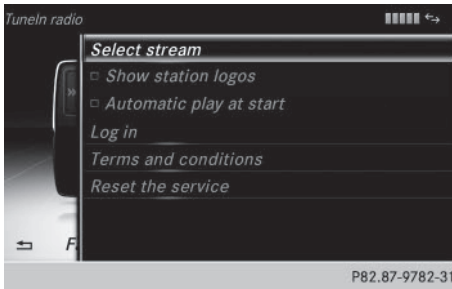 TuneIn radio
Select stream
Show station logos
Automatic play at start
Log in
Terms and conditions
Reset the service
P82.87-9782-31